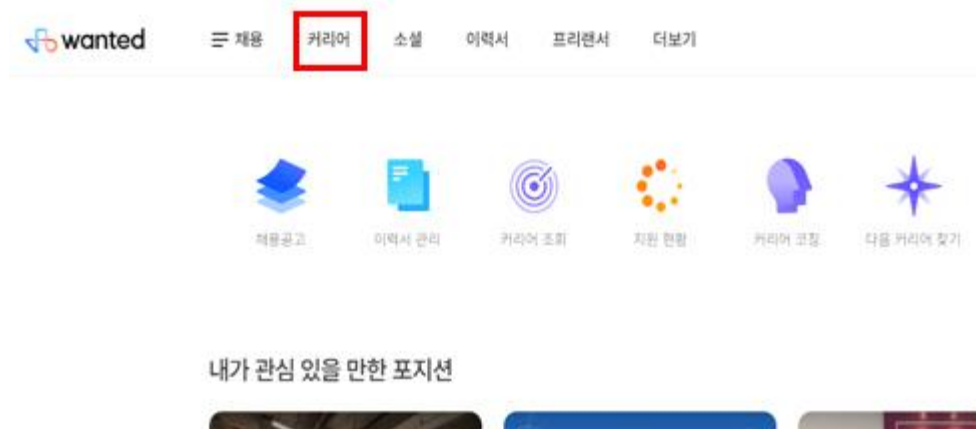 wanted 채용 커리어 소셜 이력서 프리랜서 더보기
채용공고 이력서 관리 커리어 조회 지원 현황 커리어 코칭 다음 커리어 찾기
내가 관심 있을 만한 포지션